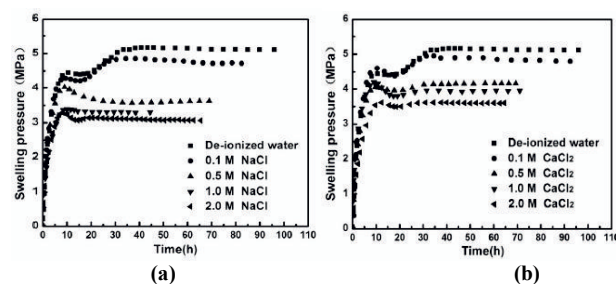 (a)
6
5
4
3
2
1
0
Swelling pressure (MPa)
De-ionized water
0.1 M NaCl
0.5 M NaCl
1.0 M NaCl
2.0 M NaCl
0 10 20 30 40 50 60 70 80 90 100 110
Time(h)
(a)
(b)
6
5
4
3
2
1
0
Swelling pressure (MPa)
De-ionized water
0.1 M CaCl₂
0.5 M CaCl₂
1.0 M CaCl₂
2.0 M CaCl₂
0 10 20 30 40 50 60 70 80 90 100 110
Time(h)
(b)